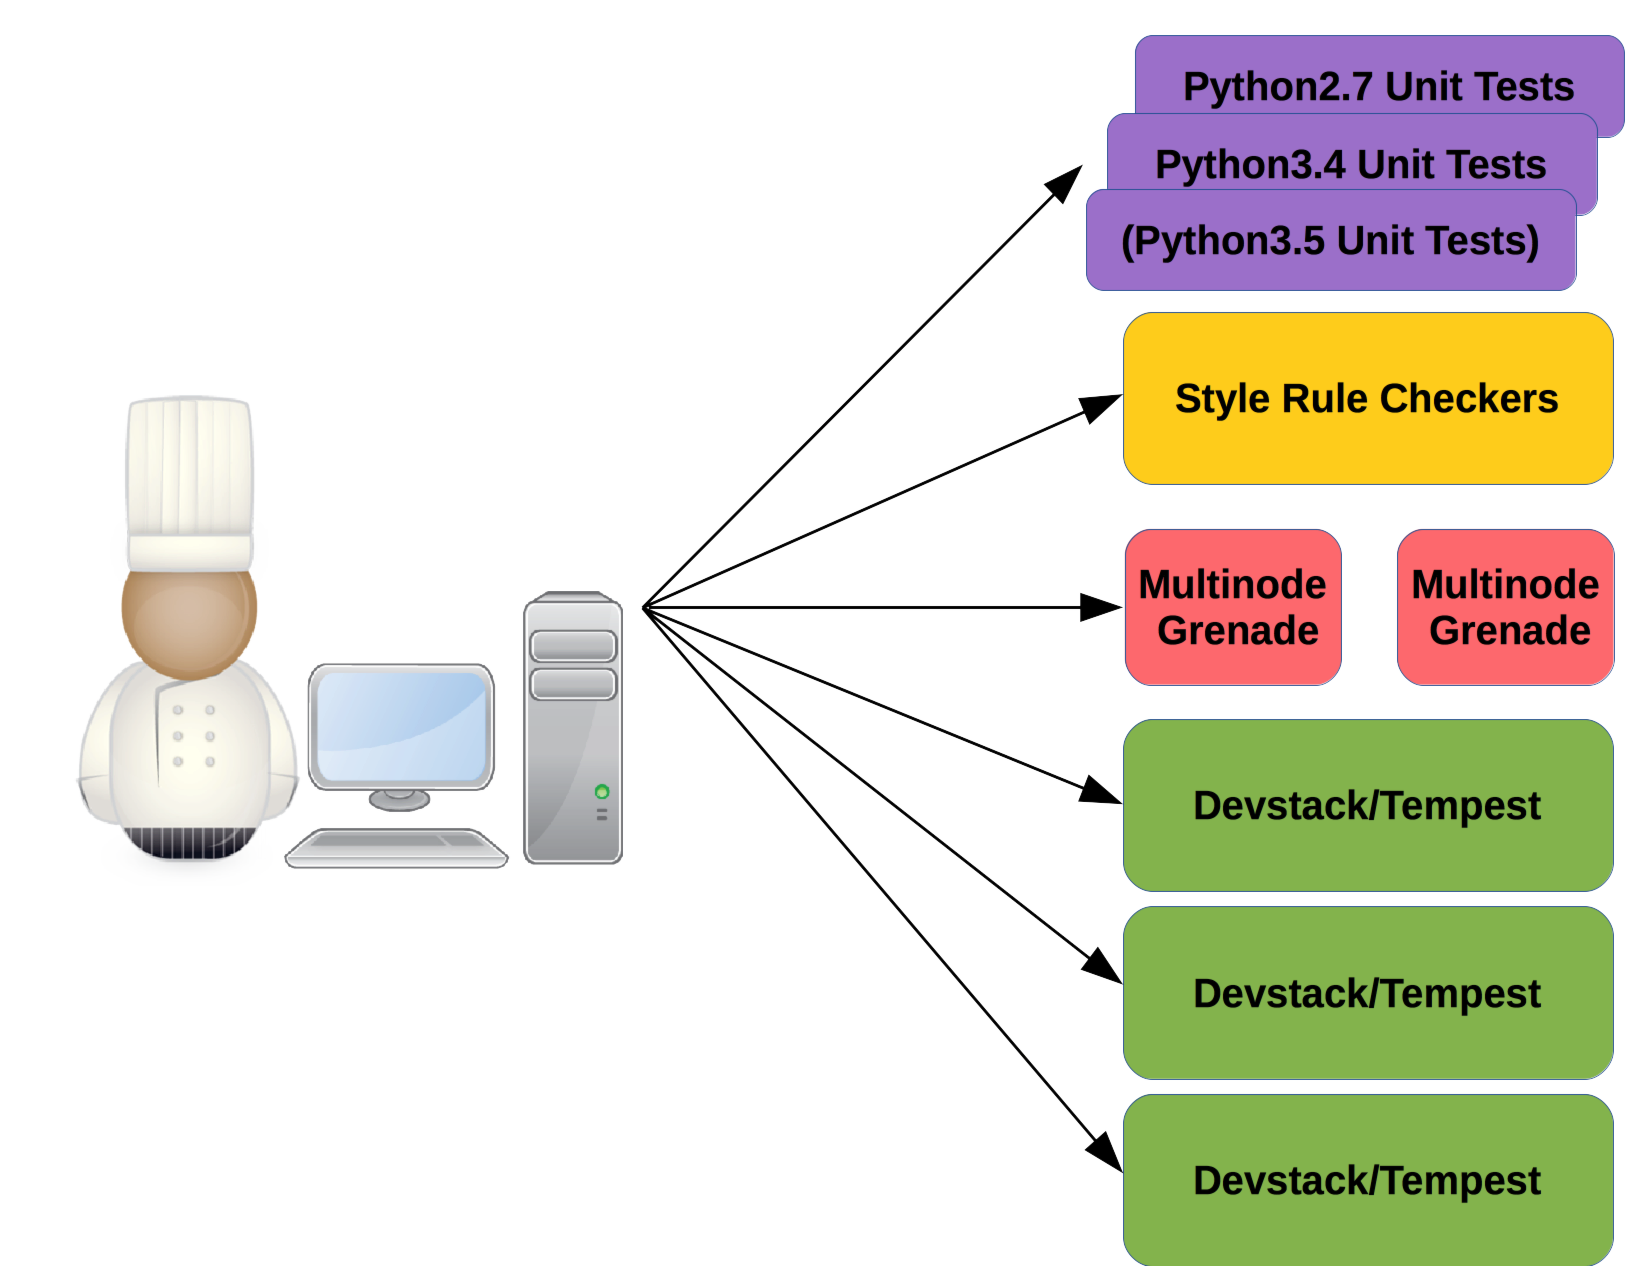 Python2.7 Unit Tests
Python3.4 Unit Tests
(Python3.5 Unit Tests)
Style Rule Checkers
Multinode
Grenade
Multinode
Grenade
Devstack/Tempest
Devstack/Tempest
Devstack/Tempest